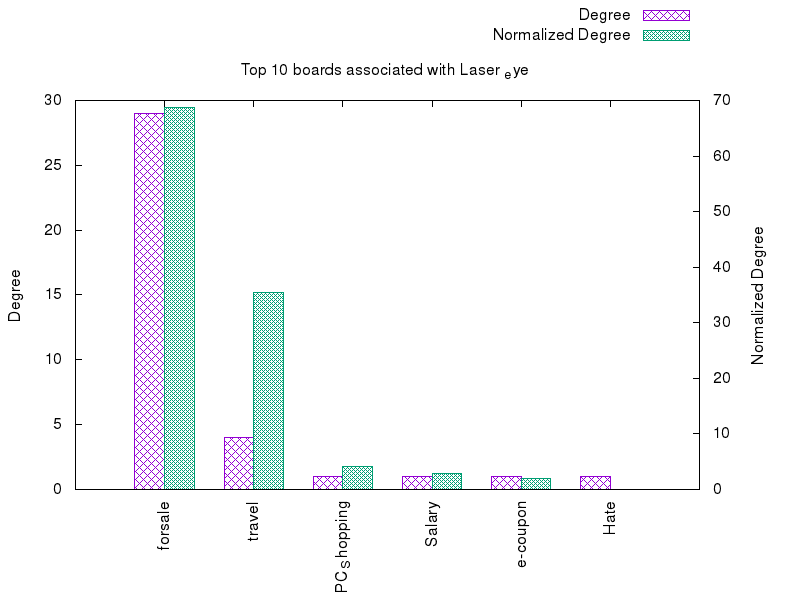 Degree
Normalized Degree
Top 10 boards associated with Laser eye
30
25
20
15
10
5
0
70
60
50
40
30
20
10
0
Degree
Normalized Degree
forsale
travel
PCshopping
Salary
e-coupon
Hate